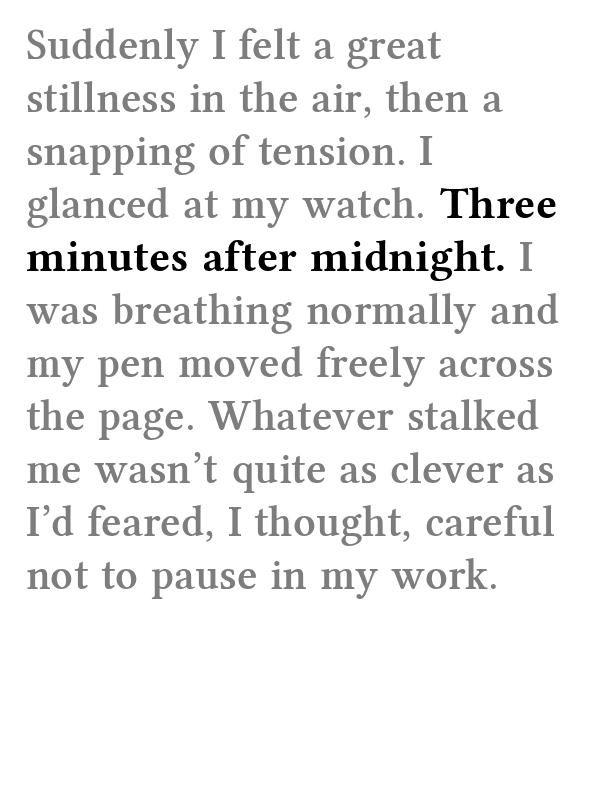 Suddenly I felt a great
stillness in the air, then a
snapping of tension. I
glanced at my watch. Three
minutes after midnight. I
was breathing normally and
my pen moved freely across
the page. Whatever stalked
me wasn’t quite as clever as
I’d feared, I thought, careful
not to pause in my work.